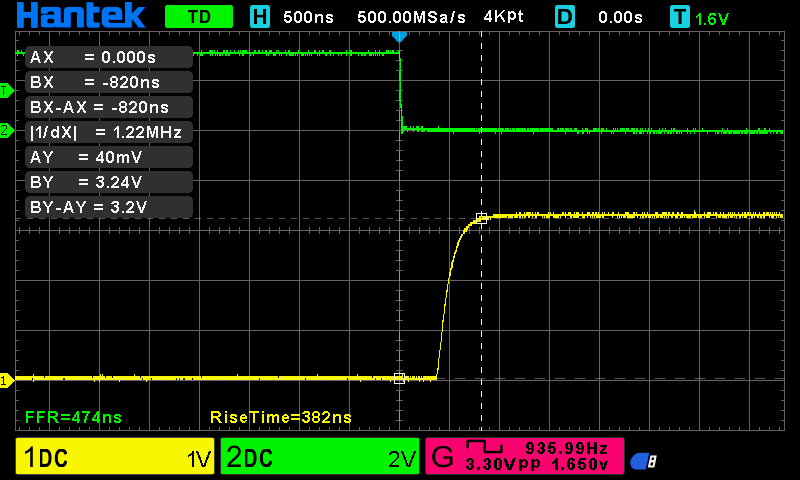 Hantek TD H 500ns 500.00MSa/s 4Kpt D 0.00s T 1.6V
AX = 0.000s
BX = -820ns
BX-AX = -820ns
|1/dX| = 1.22MHz
AY = 40mV
BY = 3.24V
BY-AY = 3.2V
T
2
1
FFR=474ns RiseTime=382ns
1DC 1V 2DC 2V G 935.99Hz
3.30Vpp 1.650v
8